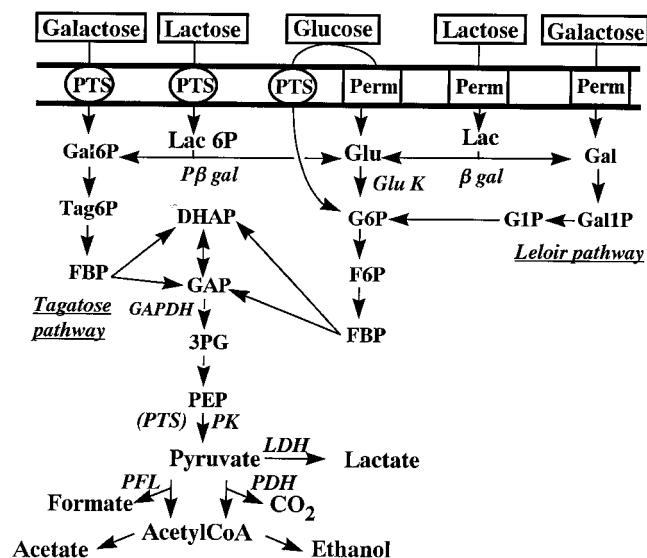 Galactose Lactose Glucose Lactose Galactose
PTS PTS PTS Perm Perm Perm
Gal6P Lac 6P Glu Lac Gal
Pβ gal Glu K β gal
Tag6P DHAP G6P G1P Gal1P
FBP GAP F6P Leloir pathway
Tagatose
pathway
GAPDH
3PG FBP
PEP
(PTS) PK
Pyruvate LDH Lactate
PFL PDH
Formate CO2
AcetylCoA
Acetate Ethanol